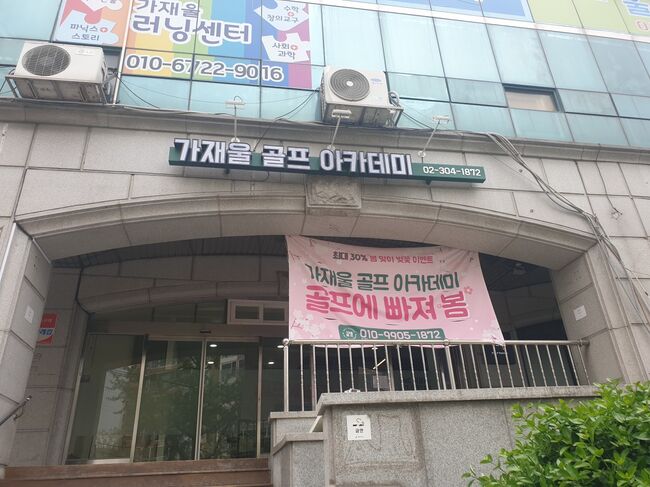 가재울
러닝센터
010-6722-9016
파닉스
스토리
수학
창의교구
사회
과학
가재울 골프 아카데미 02-304-1872
최대 30% 봄 맞이 벚꽃 이벤트
가재울 골프 아카데미
골프에 빠져 봄
010-9905-1872
금연